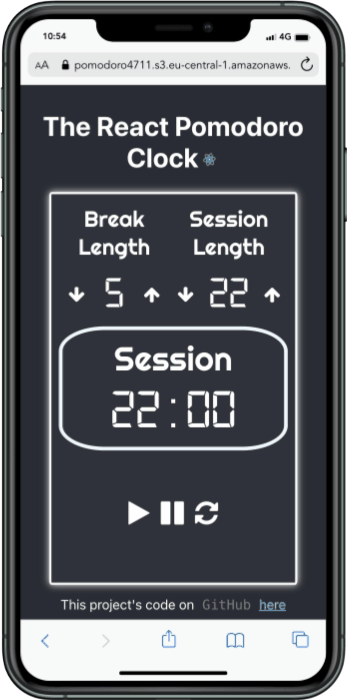 10:54
4G
AA pomodoro4711.s3.eu-central-1.amazonaws.
The React Pomodoro
Clock
Break Session
Length Length
5 22
Session
22:00
This project's code on GitHub here